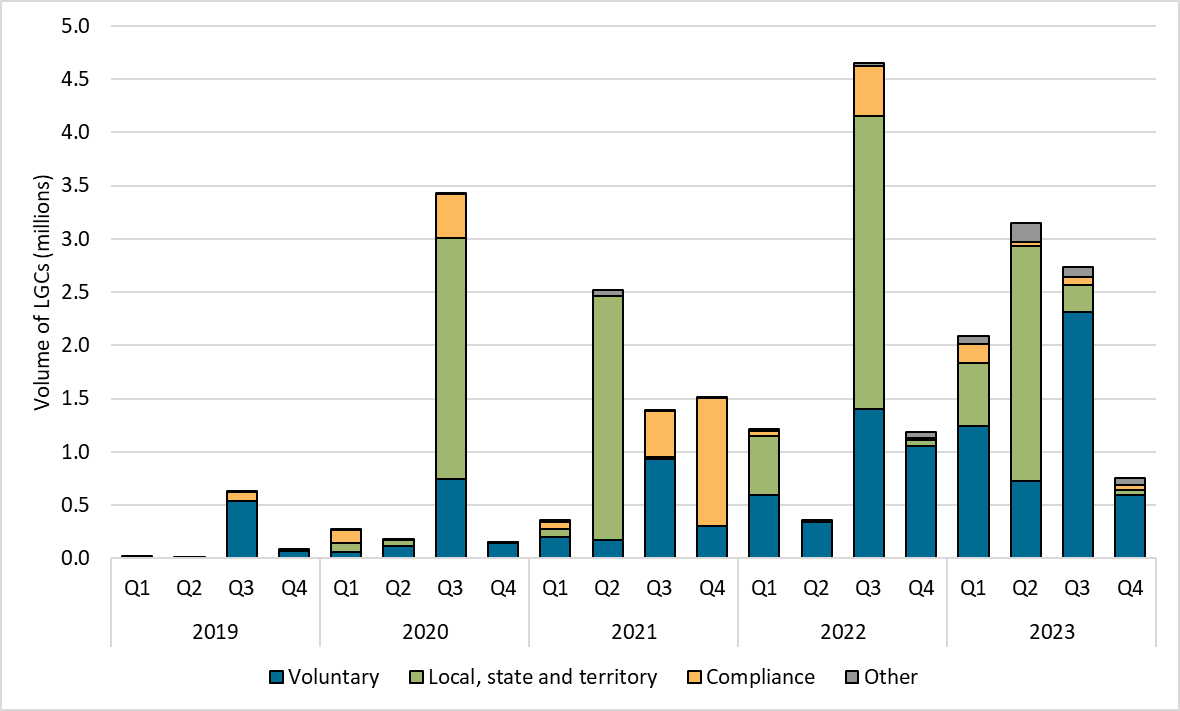 5.0
4.5
4.0
3.5
3.0
2.5
2.0
1.5
1.0
0.5
0.0
Volume of LGCs (millions)
Q1 Q2 Q3 Q4 Q1 Q2 Q3 Q4 Q1 Q2 Q3 Q4 Q1 Q2 Q3 Q4 Q1 Q2 Q3 Q4
2019 2020 2021 2022 2023
Voluntary Local, state and territory Compliance Other